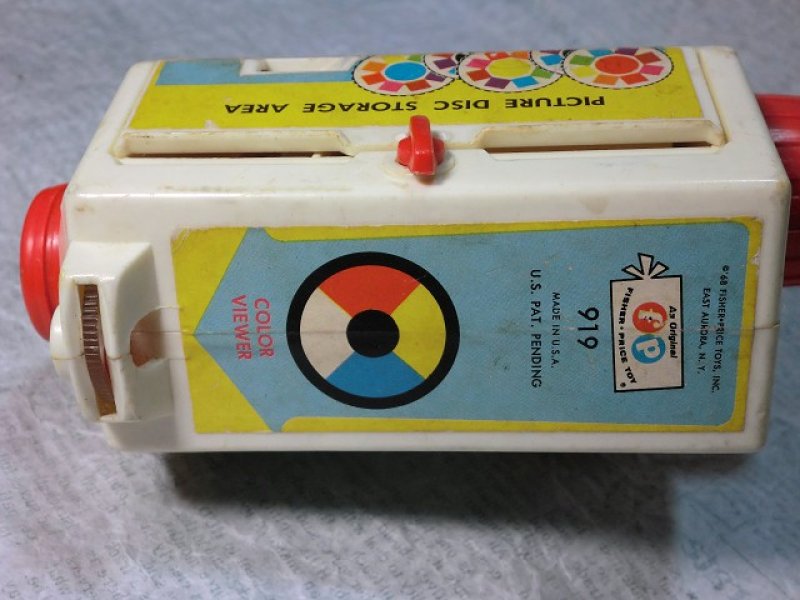 PICTURE DISC STORAGE AREA
COLOR
VIEWER
MADE IN U.S.A.
U.S. PAT. PENDING
919
An Original
fp
FISHER • PRICE TOY
®
©'68 FISHER•PRICE TOYS, INC.
EAST AURORA, N.Y.